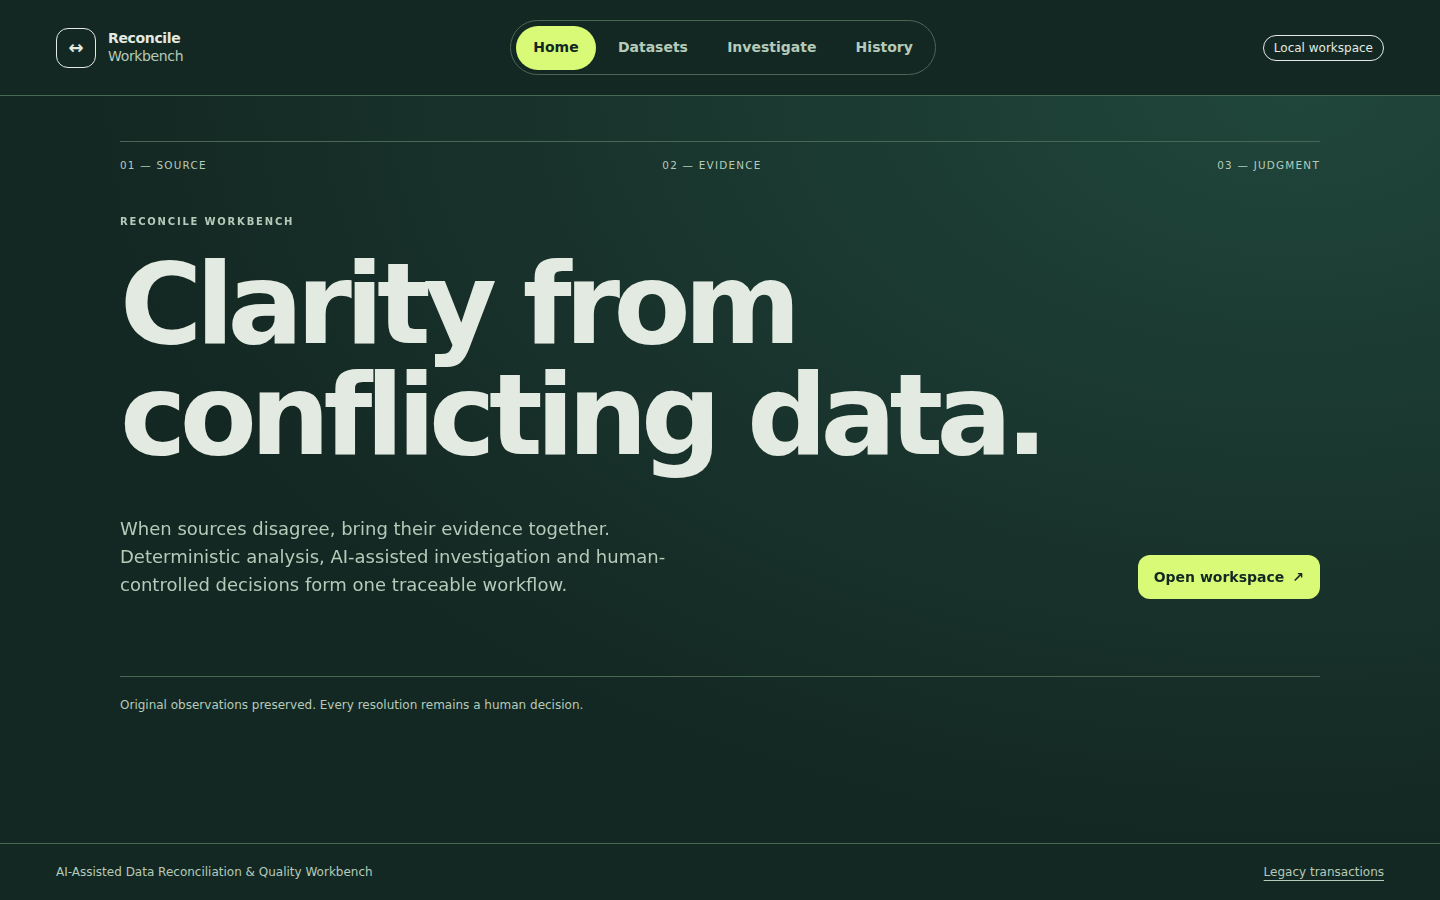 ↔
Reconcile
Workbench
Home
Datasets
Investigate
History
Local workspace
01 — SOURCE
02 — EVIDENCE
03 — JUDGMENT
RECONCILE WORKBENCH
Clarity from
conflicting data.
When sources disagree, bring their evidence together.
Deterministic analysis, AI-assisted investigation and human-
controlled decisions form one traceable workflow.
Open workspace ↗
Original observations preserved. Every resolution remains a human decision.
AI-Assisted Data Reconciliation & Quality Workbench
Legacy transactions